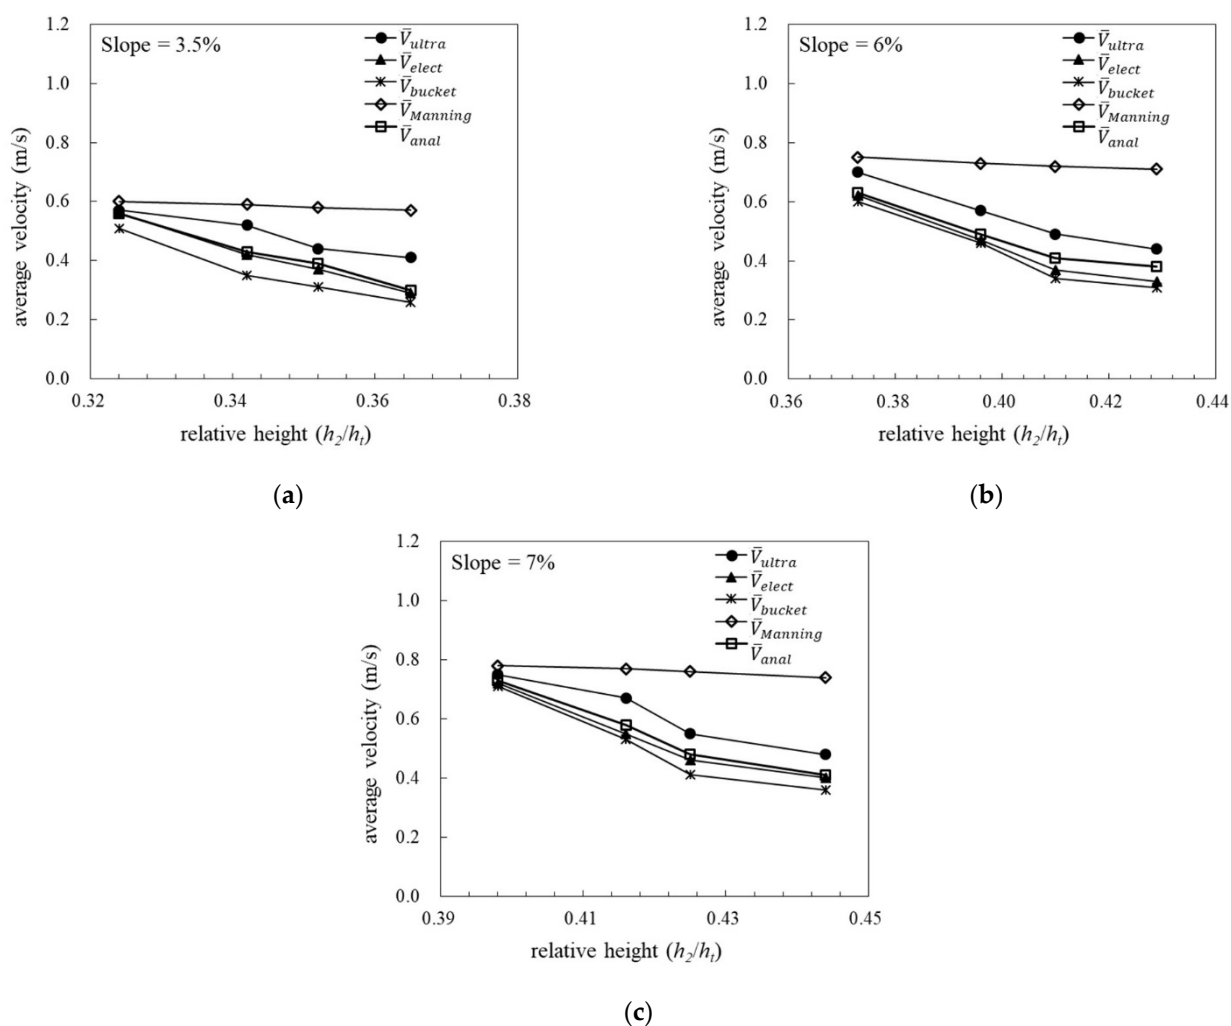 Slope = 3.5%
V̄ultra
V̄elect
V̄bucket
V̄Manning
V̄anal
average velocity (m/s)
1.2
1.0
0.8
0.6
0.4
0.2
0.0
0.32 0.34 0.36 0.38
relative height (h2/ht)
(a)
Slope = 6%
V̄ultra
V̄elect
V̄bucket
V̄Manning
V̄anal
average velocity (m/s)
1.2
1.0
0.8
0.6
0.4
0.2
0.0
0.36 0.38 0.40 0.42 0.44
relative height (h2/ht)
(b)
Slope = 7%
V̄ultra
V̄elect
V̄bucket
V̄Manning
V̄anal
average velocity (m/s)
1.2
1.0
0.8
0.6
0.4
0.2
0.0
0.39 0.41 0.43 0.45
relative height (h2/ht)
(c)